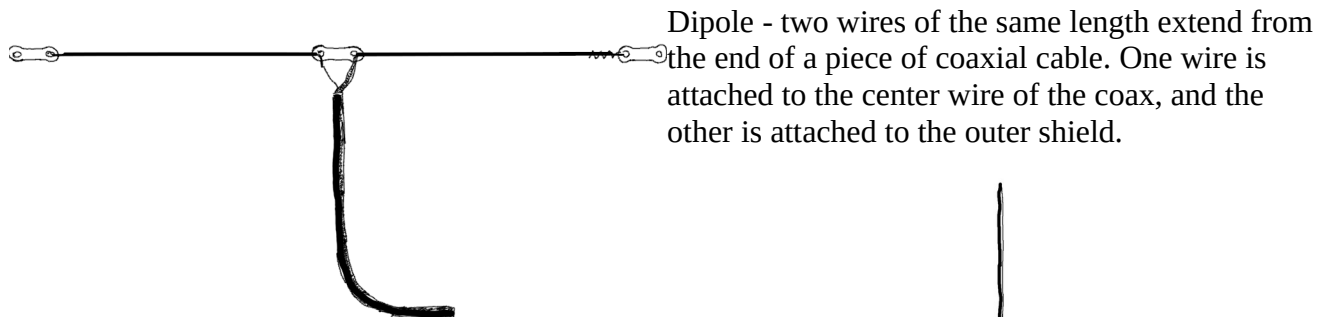 Dipole - two wires of the same length extend from
the end of a piece of coaxial cable. One wire is
attached to the center wire of the coax, and the
other is attached to the outer shield.